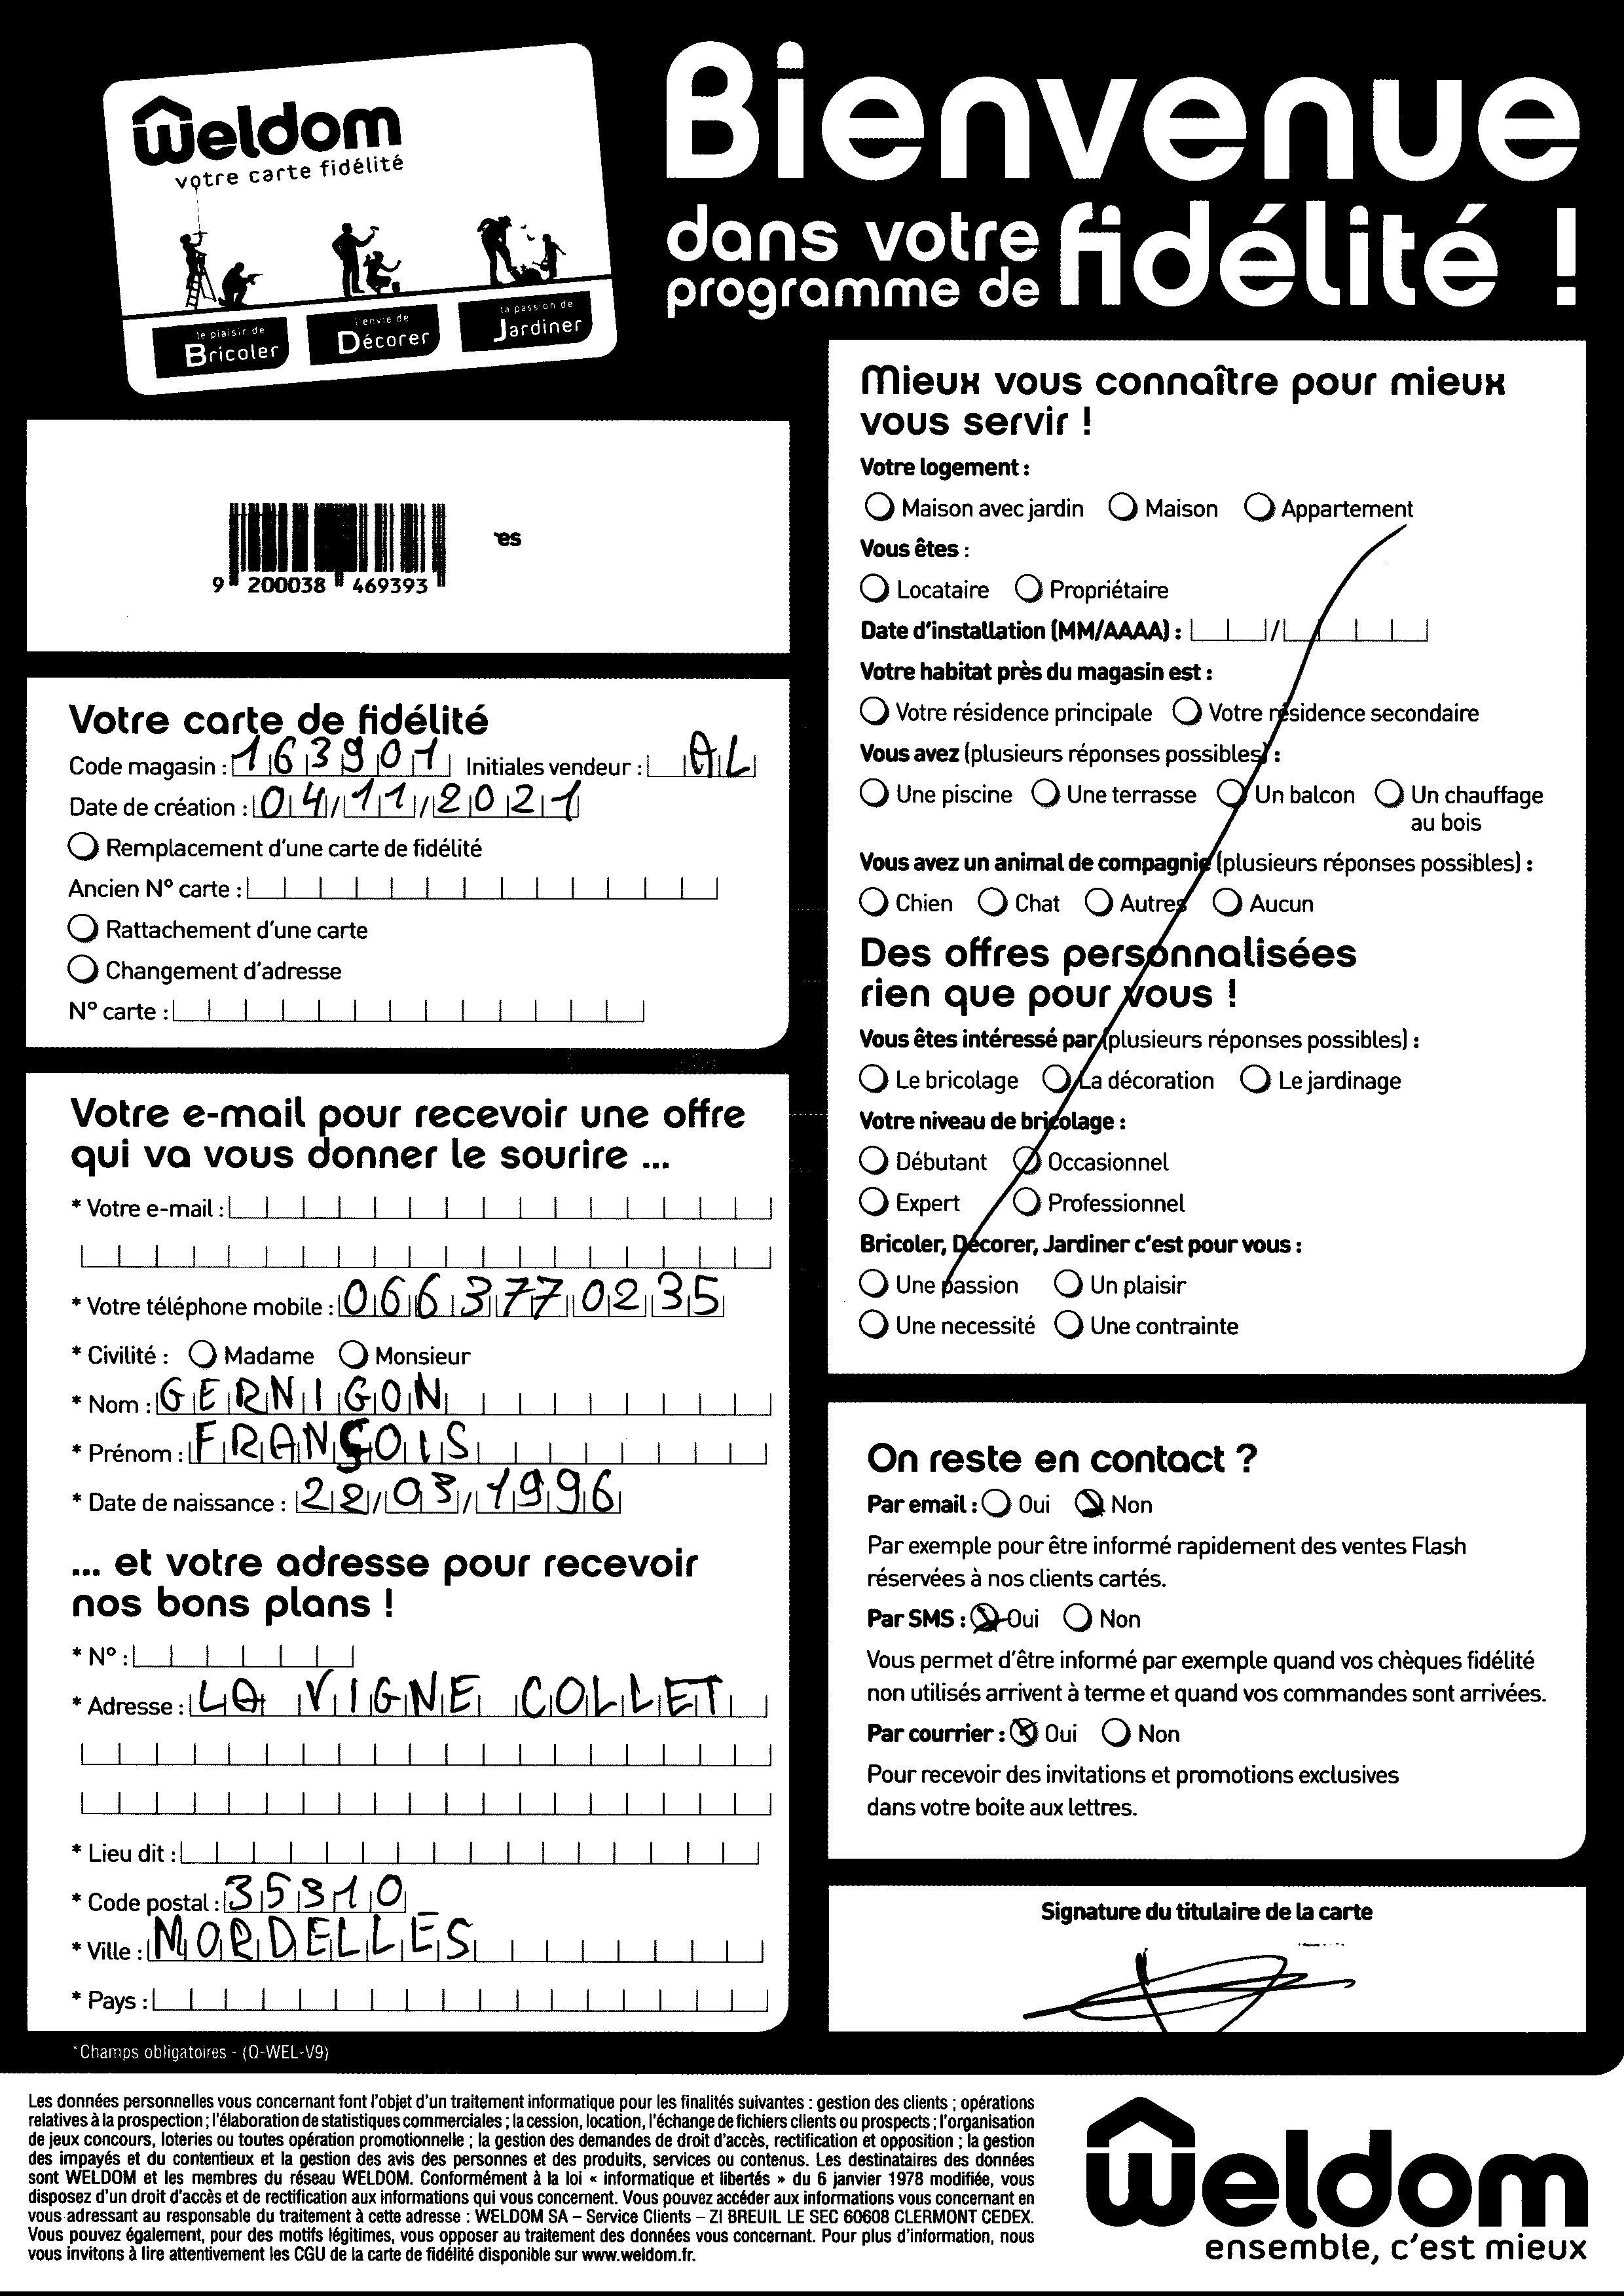 weldom
votre carte fidélité
le plaisir de
Bricoler
l'envie de
Décorer
la passion de
Jardiner
Bienvenue
dans votre
programme de fidélité !
es
9 200038 469393
Votre carte de fidélité
Code magasin : 163901 Initiales vendeur : AL
Date de création : 04/11/2021
Remplacement d'une carte de fidélité
Ancien N° carte :
Rattachement d'une carte
Changement d'adresse
N° carte :
Votre e-mail pour recevoir une offre
qui va vous donner le sourire ...
* Votre e-mail :
* Votre téléphone mobile : 0663770235
* Civilité : Madame Monsieur
* Nom : GERNIGON
* Prénom : FRANÇOIS
* Date de naissance : 22/03/1996
... et votre adresse pour recevoir
nos bons plans !
* N° :
* Adresse : LA VIGNE COLLET
* Lieu dit :
* Code postal : 35310
* Ville : MORDELLES
* Pays :
*Champs obligatoires - (Q-WEL-V9)
Mieux vous connaître pour mieux
vous servir !
Votre logement :
Maison avec jardin Maison Appartement
Vous êtes :
Locataire Propriétaire
Date d'installation (MM/AAAA) : /
Votre habitat près du magasin est :
Votre résidence principale Votre résidence secondaire
Vous avez (plusieurs réponses possibles) :
Une piscine Une terrasse Un balcon Un chauffage
au bois
Vous avez un animal de compagnie (plusieurs réponses possibles) :
Chien Chat Autres Aucun
Des offres personnalisées
rien que pour vous !
Vous êtes intéressé par (plusieurs réponses possibles) :
Le bricolage La décoration Le jardinage
Votre niveau de bricolage :
Débutant Occasionnel
Expert Professionnel
Bricoler, Décorer, Jardiner c'est pour vous :
Une passion Un plaisir
Une necessité Une contrainte
On reste en contact ?
Par email : Oui Non
Par exemple pour être informé rapidement des ventes Flash
réservées à nos clients cartés.
Par SMS : Oui Non
Vous permet d'être informé par exemple quand vos chèques fidélité
non utilisés arrivent à terme et quand vos commandes sont arrivées.
Par courrier : Oui Non
Pour recevoir des invitations et promotions exclusives
dans votre boite aux lettres.
Signature du titulaire de la carte
Les données personnelles vous concernant font l'objet d'un traitement informatique pour les finalités suivantes : gestion des clients ; opérations
relatives à la prospection ; l'élaboration de statistiques commerciales ; la cession, location, l'échange de fichiers clients ou prospects ; l'organisation
de jeux concours, loteries ou toutes opération promotionnelle ; la gestion des demandes de droit d'accès, rectification et opposition ; la gestion
des impayés et du contentieux et la gestion des avis des personnes et des produits, services ou contenus. Les destinataires des données
sont WELDOM et les membres du réseau WELDOM. Conformément à la loi « informatique et libertés » du 6 janvier 1978 modifiée, vous
disposez d'un droit d'accès et de rectification aux informations qui vous concernent. Vous pouvez accéder aux informations vous concernant en
vous adressant au responsable du traitement à cette adresse : WELDOM SA – Service Clients – ZI BREUIL LE SEC 60608 CLERMONT CEDEX.
Vous pouvez également, pour des motifs légitimes, vous opposer au traitement des données vous concernant. Pour plus d'information, nous
vous invitons à lire attentivement les CGU de la carte de fidélité disponible sur www.weldom.fr.
weldom
ensemble, c'est mieux